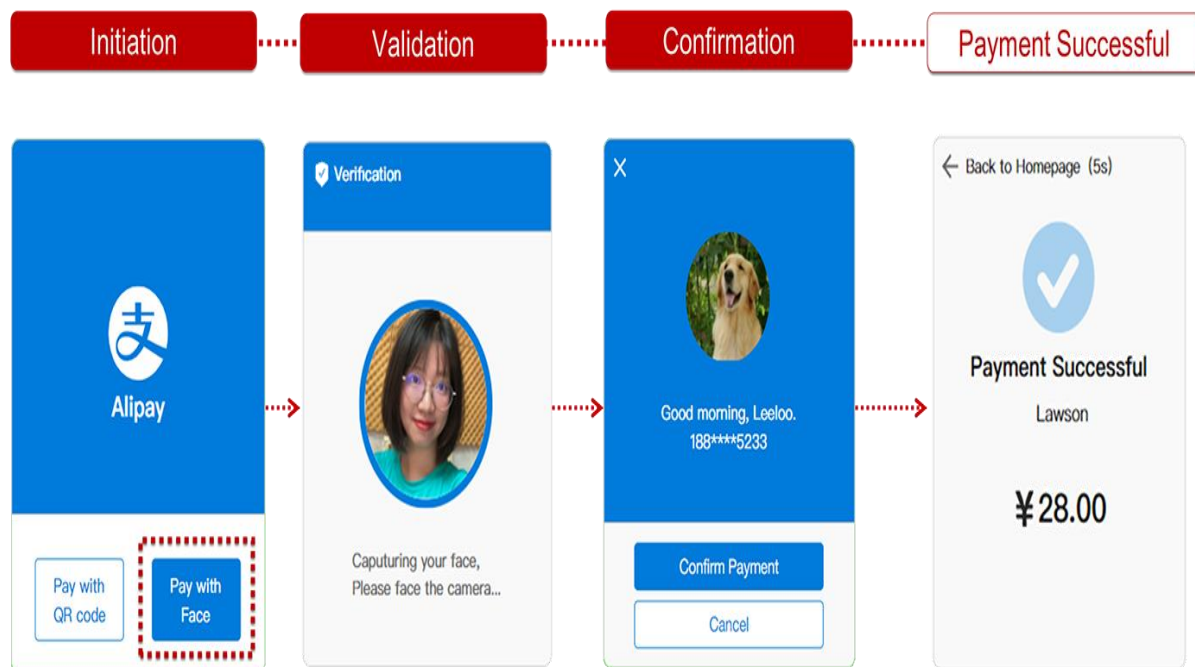 Initiation
Validation
Confirmation
Payment Successful
支
Alipay
Pay with
QR code
Pay with
Face
Verification
Caputuring your face,
Please face the camera...
X
Good morning, Leeloo.
188****5233
Confirm Payment
Cancel
← Back to Homepage (5s)
Payment Successful
Lawson
¥28.00